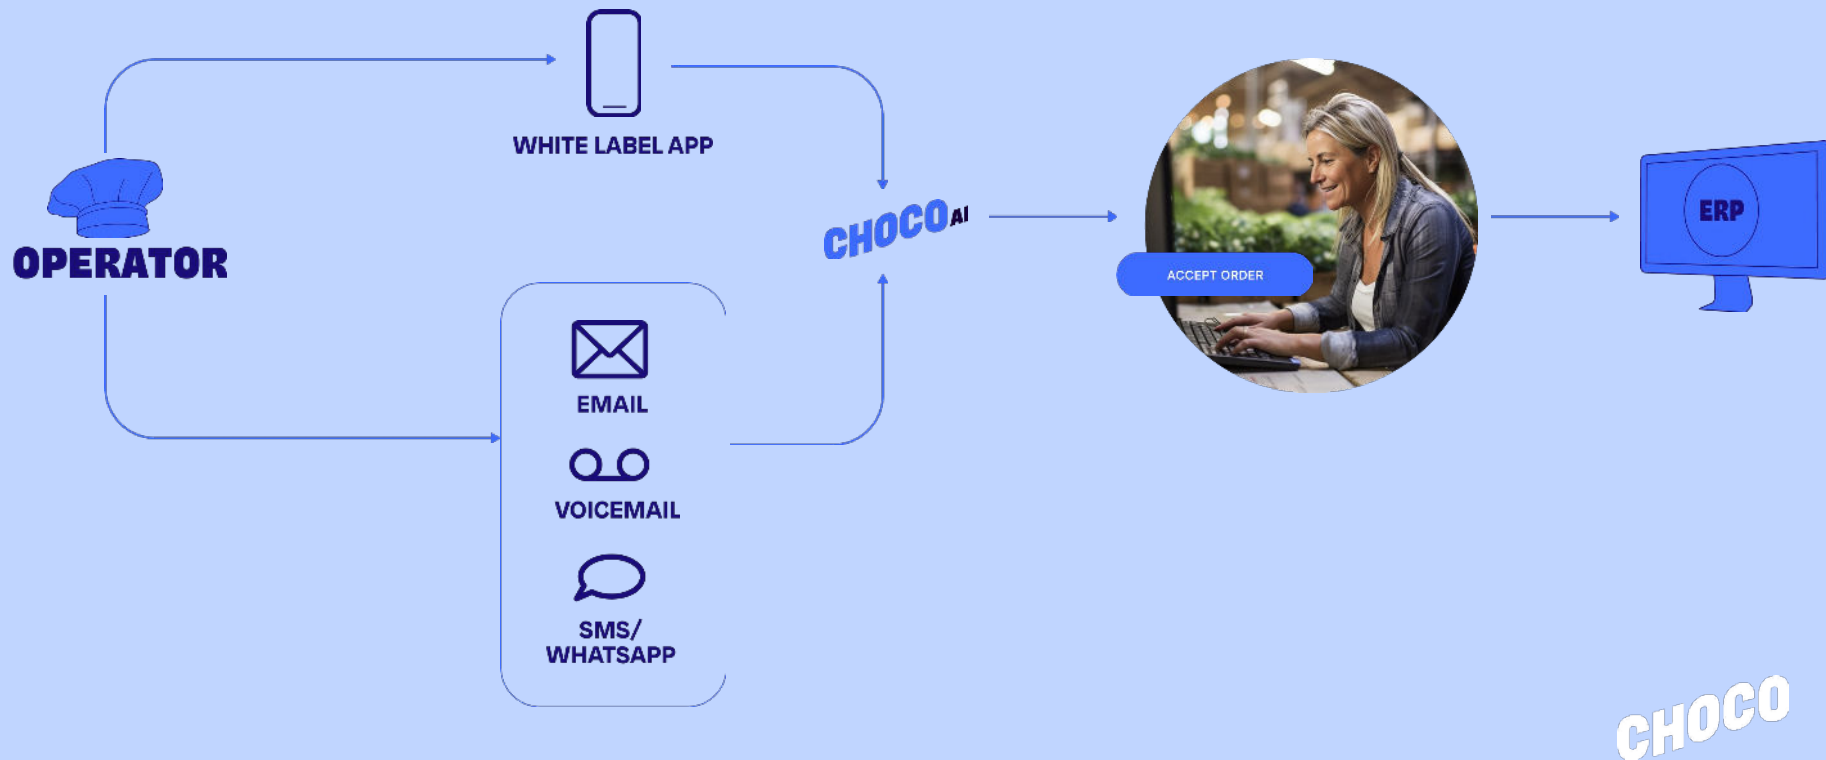 WHITE LABEL APP
OPERATOR
CHOCO AI
ACCEPT ORDER
ERP
EMAIL
VOICEMAIL
SMS/
WHATSAPP
CHOCO